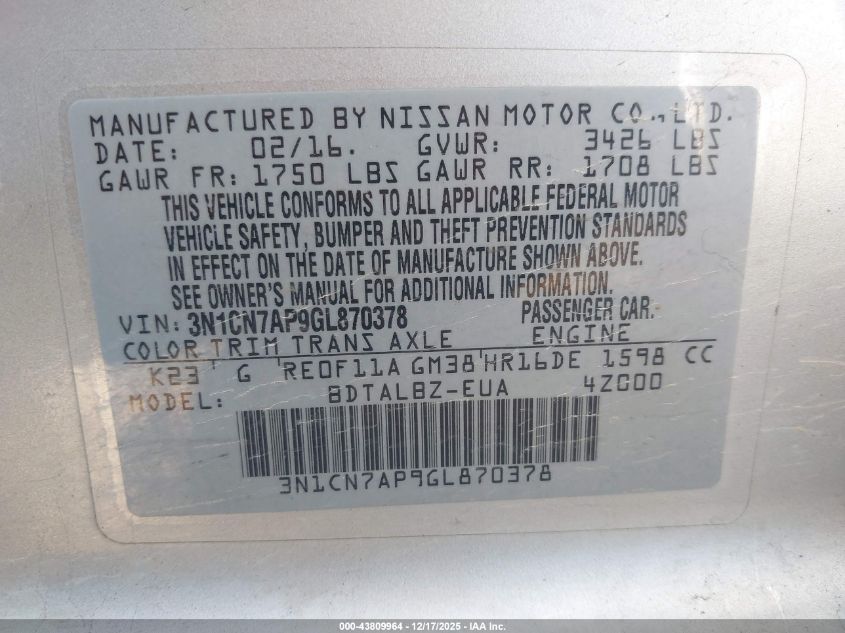 MANUFACTURED BY NISSAN MOTOR CO., LTD.
DATE: 02/16. GVWR: 3426 LBS
GAWR FR: 1750 LBS GAWR RR: 1708 LBS
THIS VEHICLE CONFORMS TO ALL APPLICABLE FEDERAL MOTOR
VEHICLE SAFETY, BUMPER AND THEFT PREVENTION STANDARDS
IN EFFECT ON THE DATE OF MANUFACTURE SHOWN ABOVE.
SEE OWNER'S MANUAL FOR ADDITIONAL INFORMATION.
VIN: 3N1CN7AP9GL870378 PASSENGER CAR-
COLOR TRIM TRANS AXLE ENGINE
K23 G RE0F11A GM38 HR16DE 1598 CC
MODEL: BDTALBZ-EUA 4ZC00
3N1CN7AP9GL870378
000-43809964 – 12/17/2025 - IAA Inc.